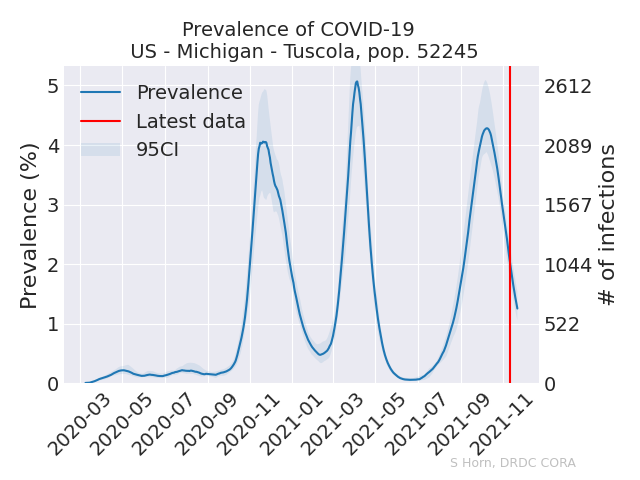 Prevalence of COVID-19
US - Michigan - Tuscola, pop. 52245
Prevalence
Latest data
95CI
Prevalence (%)
5
4
3
2
1
0
2612
2089
1567
1044
522
0
# of infections
2020-03
2020-05
2020-07
2020-09
2020-11
2021-01
2021-03
2021-05
2021-07
2021-09
2021-11
S Horn, DRDC CORA